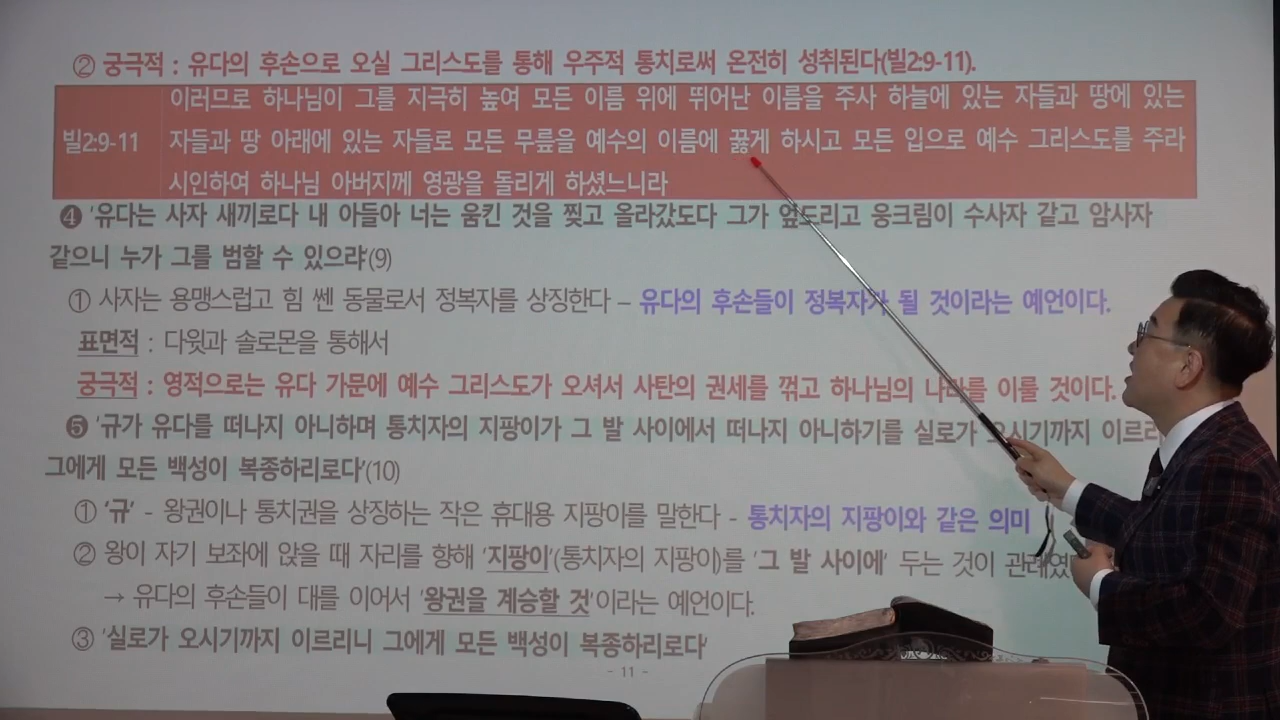 ② 궁극적 : 유다의 후손으로 오실 그리스도를 통해 우주적 통치로써 온전히 성취된다(빌2:9-11).
이러므로 하나님이 그를 지극히 높여 모든 이름 위에 뛰어난 이름을 주사 하늘에 있는 자들과 땅에 있는
빌2:9-11 자들과 땅 아래에 있는 자들로 모든 무릎을 예수의 이름에 꿇게 하시고 모든 입으로 예수 그리스도를 주라
시인하여 하나님 아버지께 영광을 돌리게 하셨느니라
❹ '유다는 사자 새끼로다 내 아들아 너는 움킨 것을 찢고 올라갔도다 그가 엎드리고 웅크림이 수사자 같고 암사자
같으니 누가 그를 범할 수 있으랴'(9)
① 사자는 용맹스럽고 힘 쎈 동물로서 정복자를 상징한다 – 유다의 후손들이 정복자가 될 것이라는 예언이다.
표면적 : 다윗과 솔로몬을 통해서
궁극적 : 영적으로는 유다 가문에 예수 그리스도가 오셔서 사탄의 권세를 꺾고 하나님의 나라를 이룰 것이다.
❺ '규가 유다를 떠나지 아니하며 통치자의 지팡이가 그 발 사이에서 떠나지 아니하기를 실로가 오시기까지
그에게 모든 백성이 복종하리로다'(10)
① '규' - 왕권이나 통치권을 상징하는 작은 휴대용 지팡이를 말한다 - 통치자의 지팡이와 같은 의미
② 왕이 자기 보좌에 앉을 때 자리를 향해 '지팡이'(통치자의 지팡이)를 '그 발 사이에' 두는 것이
→ 유다의 후손들이 대를 이어서 '왕권을 계승할 것'이라는 예언이다.
③ '실로가 오시기까지 이르리니 그에게 모든 백성이 복종하리로다'
- 11 -